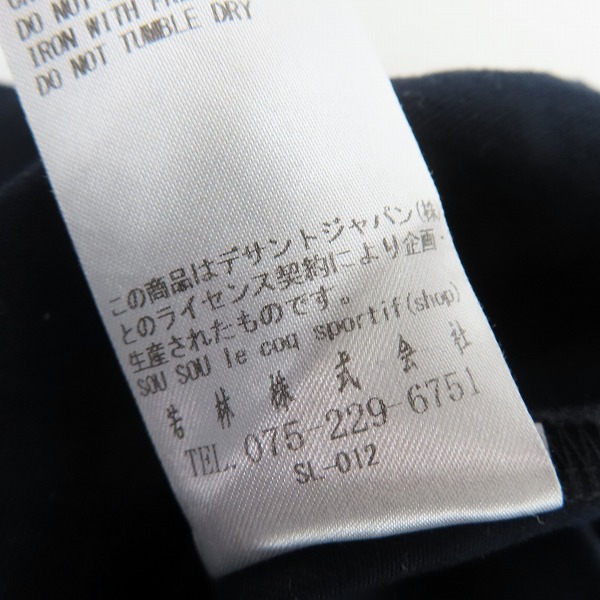 DO NOT
IRON WITH
DO NOT TUMBLE DRY
この商品はデサントジャパン(株)
とのライセンス契約により企画・
生産されたものです。
SOU SOU le coq sportif(shop)
若林株式会社
TEL. 075-229-6751
SL-012